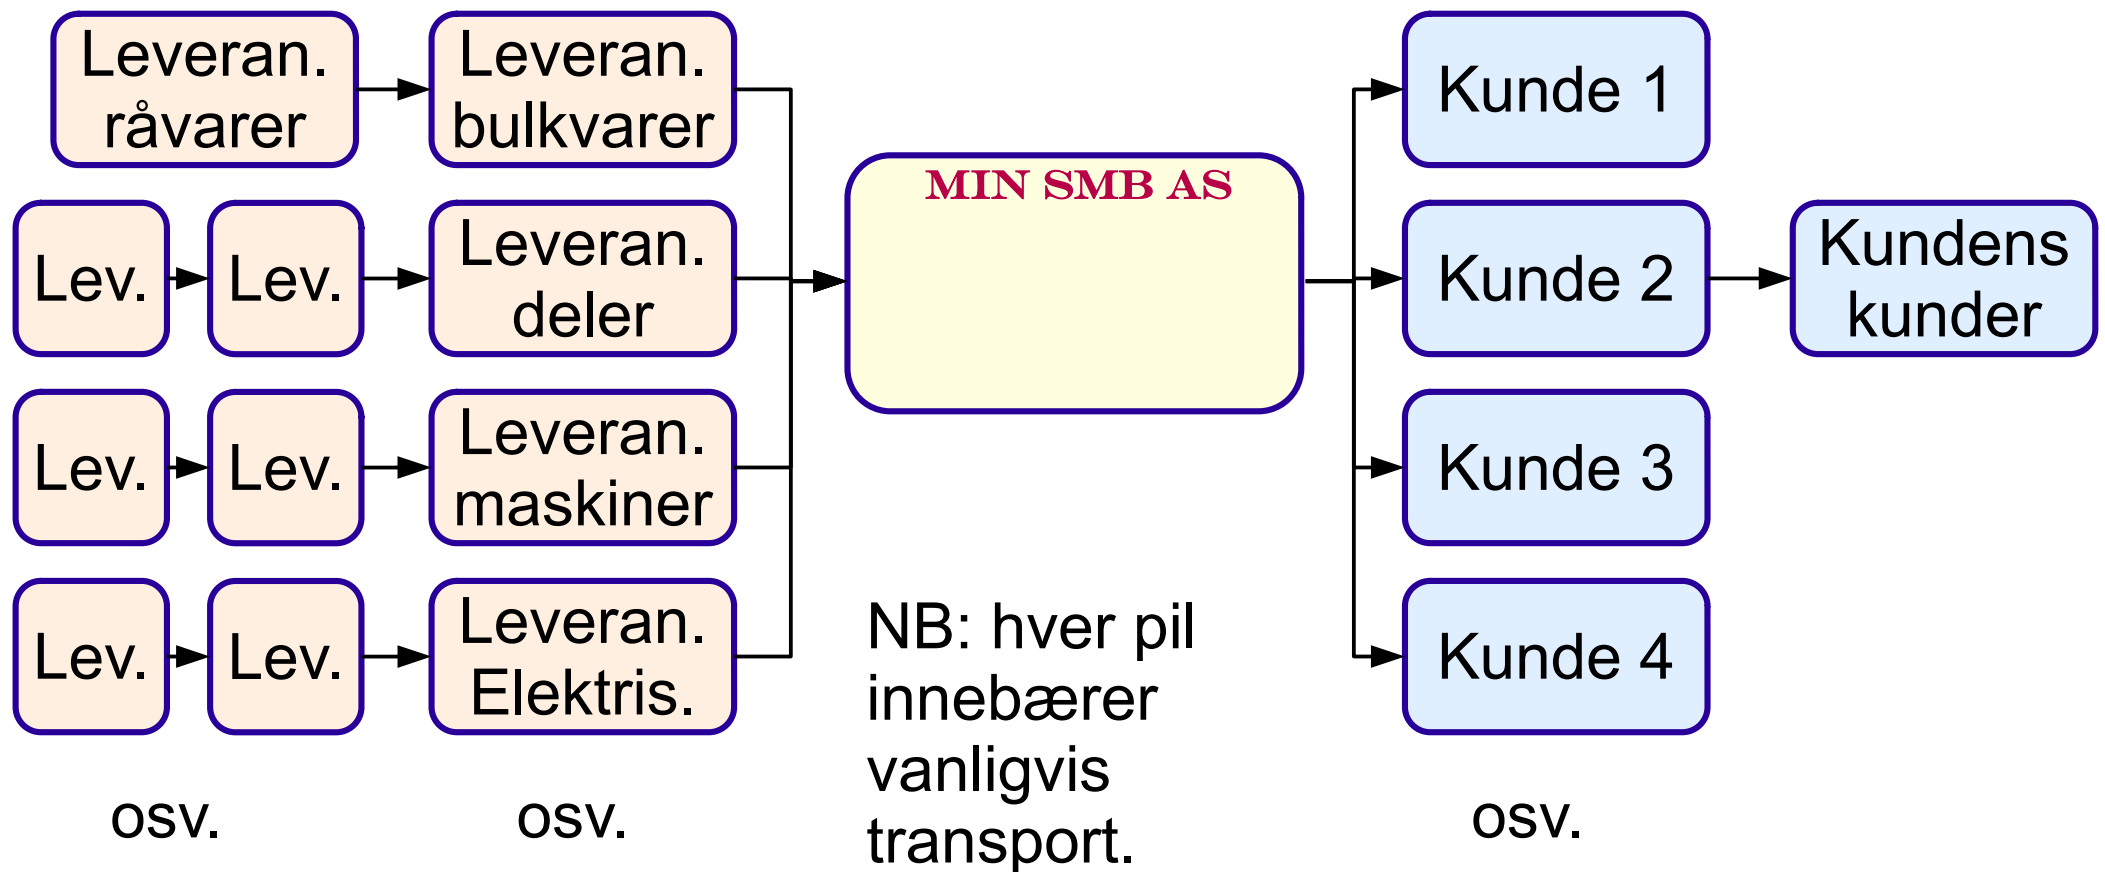 Leveran.
råvarer
Leveran.
bulkvarer
Lev.
Lev.
Leveran.
deler
Lev.
Lev.
Leveran.
maskiner
Lev.
Lev.
Leveran.
Elektris.
osv.
osv.
MIN SMB AS
NB: hver pil
innebærer
vanligvis
transport.
Kunde 1
Kunde 2
Kundens
kunder
Kunde 3
Kunde 4
osv.